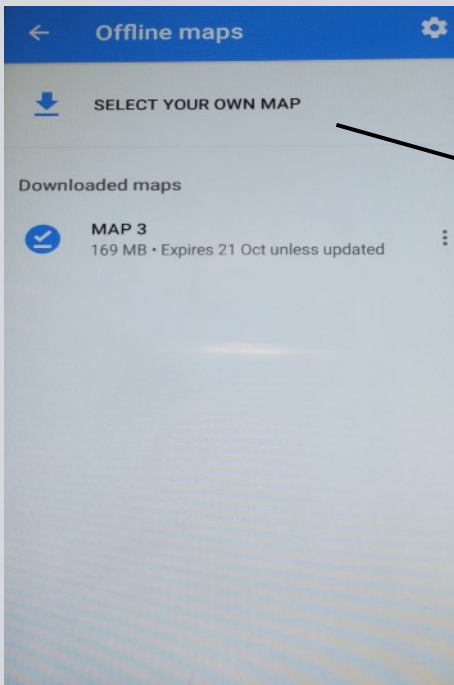 Offline maps
SELECT YOUR OWN MAP
Downloaded maps
MAP 3
169 MB • Expires 21 Oct unless updated